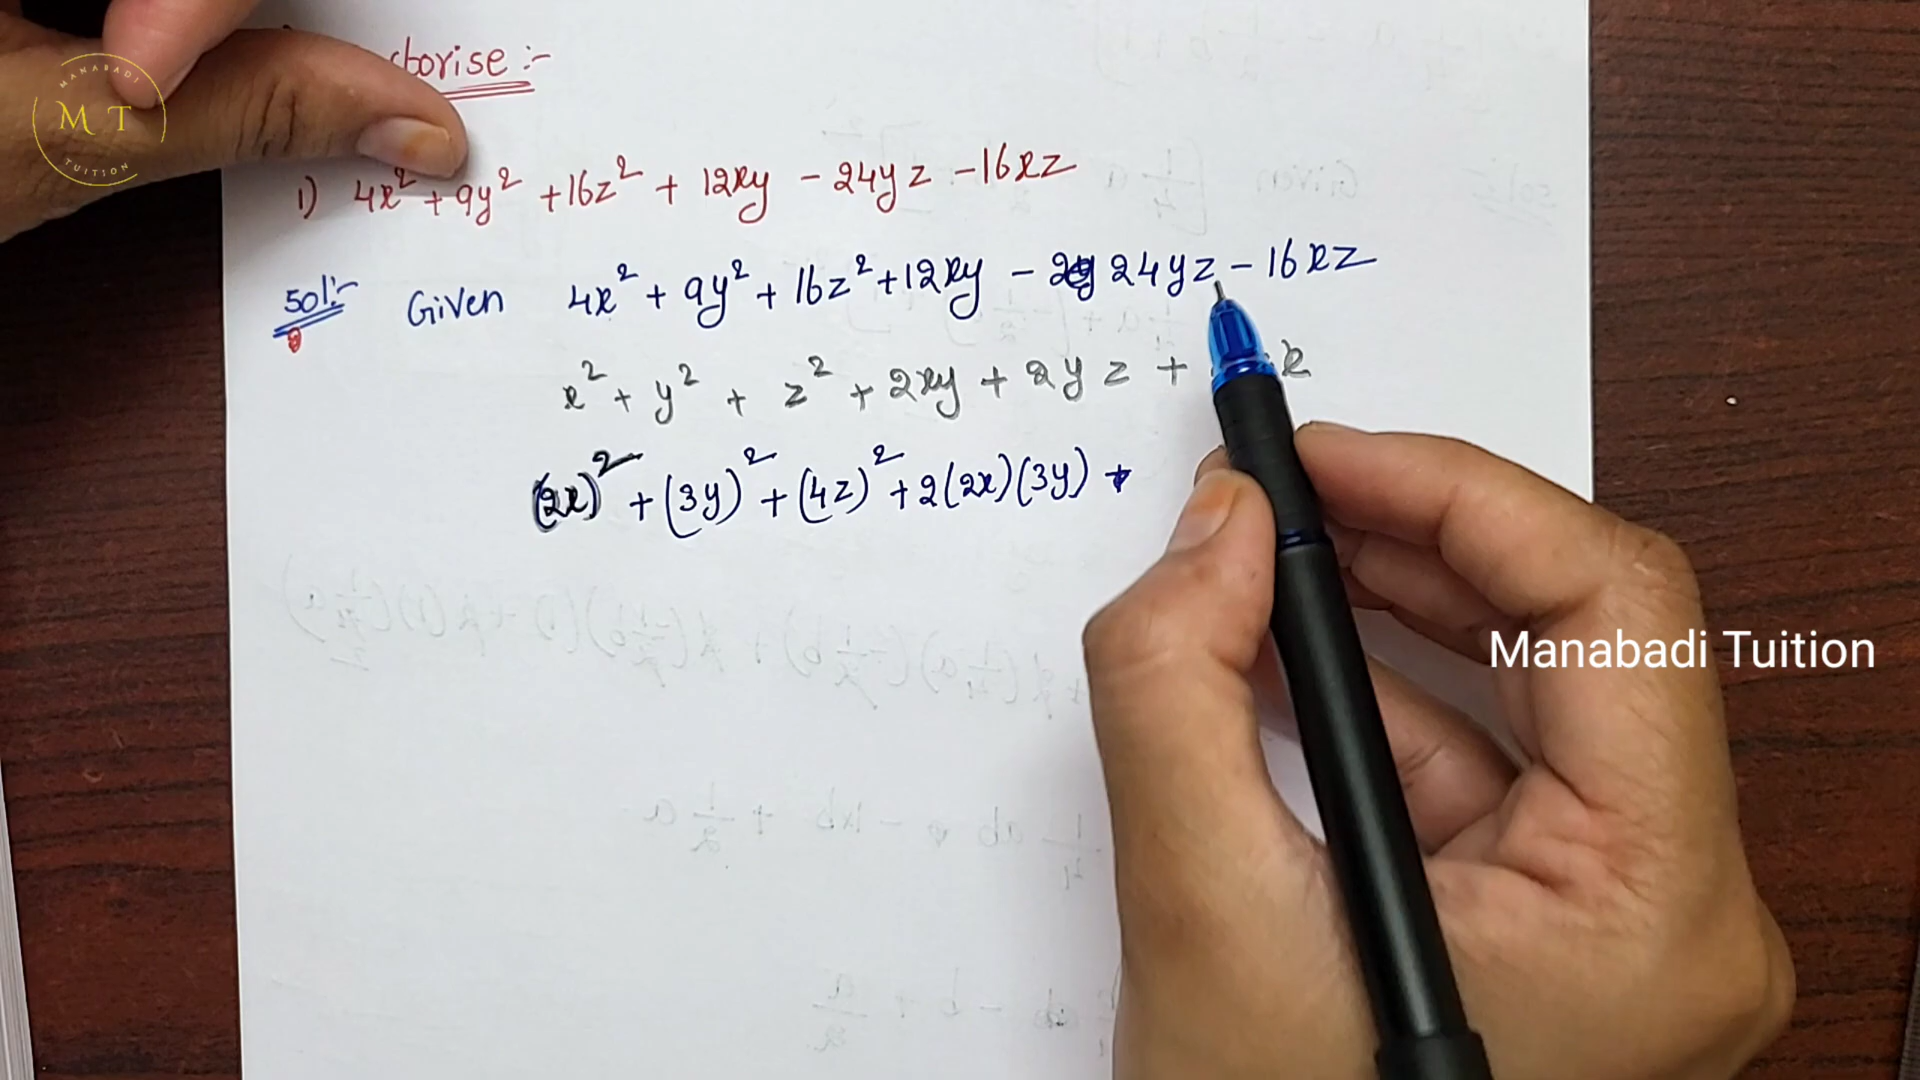 MANABADI
M T
TUITION
ctorise :-
1) 4x² + 9y² + 16z² + 12xy - 24yz - 16xz
Sol:- Given 4x² + 9y² + 16z² + 12xy - 24yz - 16xz
x² + y² + z² + 2xy + 2yz +
(2x)² + (3y)² + (4z)² + 2(2x)(3y) +
Manabadi Tuition